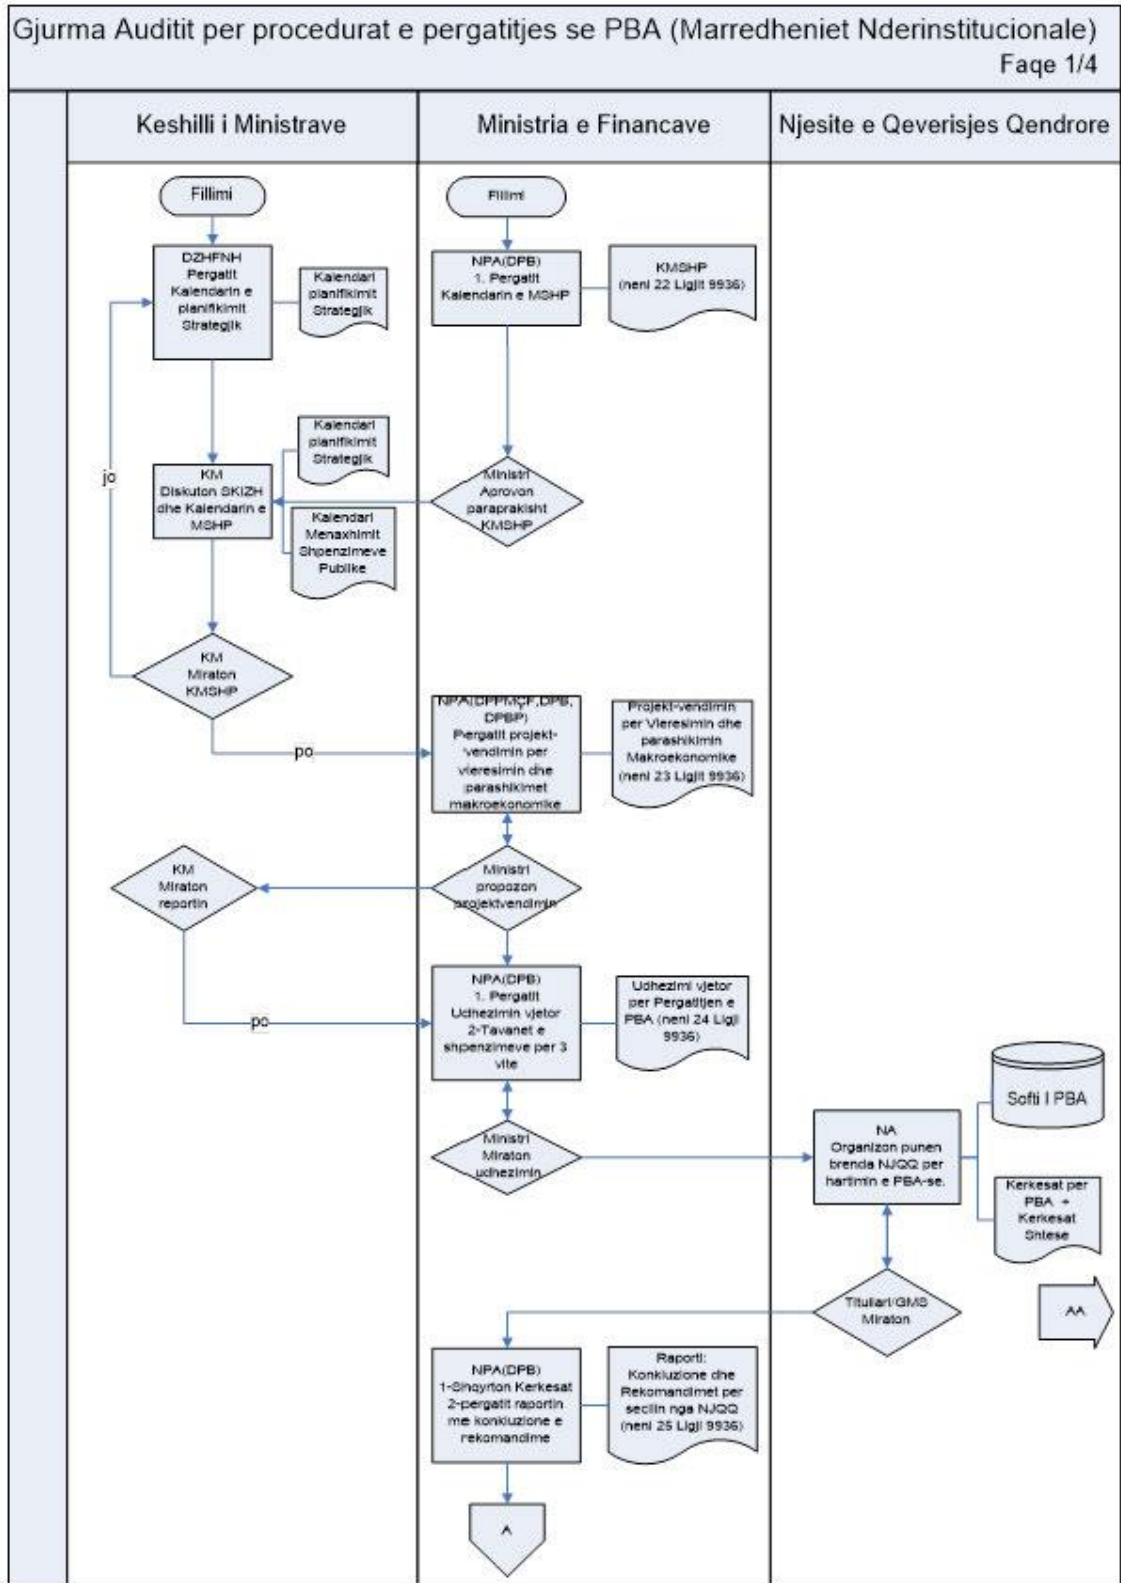 Gjurma Auditit per procedurat e pergatitjes se PBA (Marredheniet Nderinstitucionale)
Faqe 1/4
Keshilli i Ministrave
Ministria e Financave
Njesite e Qeverisjes Qendrore
Fillimi
Fillimi
DZHFNH
Pergatit
Kalendarin e
planifikimit
Strategjik
Kalendari
planifikimit
Strategjik
NPA(DPB)
1. Pergatit
Kalendarin e MSHP
KMSHP
(neni 22 Ligjit 9936)
Kalendari
planifikimit
Strategjik
jo
KM
Diskuton SKIZH
dhe Kalendarin e
MSHP
Ministri
Aprovon
paraprakisht
KMSHP
Kalendari
Menaxhimit
Shpenzimeve
Publike
KM
Miraton
KMSHP
po
NPA(DPPMÇF,DPB,
DPBP)
Pergatit projekt-
vendimin per
vleresimin dhe
parashikimet
makroekonomike
Projekt-vendimin
per Vleresimin dhe
parashikimin
Makroekonomike
(neni 23 Ligjit 9936)
KM
Miraton
reportin
Ministri
propozon
projektvendimin
po
NPA(DPB)
1. Pergatit
Udhezimin vjetor
2-Tavanet e
shpenzimeve per 3
vite
Udhezimi vjetor
per Pergatitjen e
PBA (neni 24 Ligji
9936)
Softi I PBA
Ministri
Miraton
udhezimin
NA
Organizon punen
brenda NJQQ per
hartimin e PBA-se.
Kerkesat per
PBA +
Kerkesat
Shtese
Titullari/GMS
Miraton
AA
NPA(DPB)
1-Shqyrton Kerkesat
2-pergatit raportin
me konkluzione e
rekomandime
Raporti:
Konkluzione dhe
Rekomandimet per
secilin nga NJQQ
(neni 25 Ligji 9936)
A